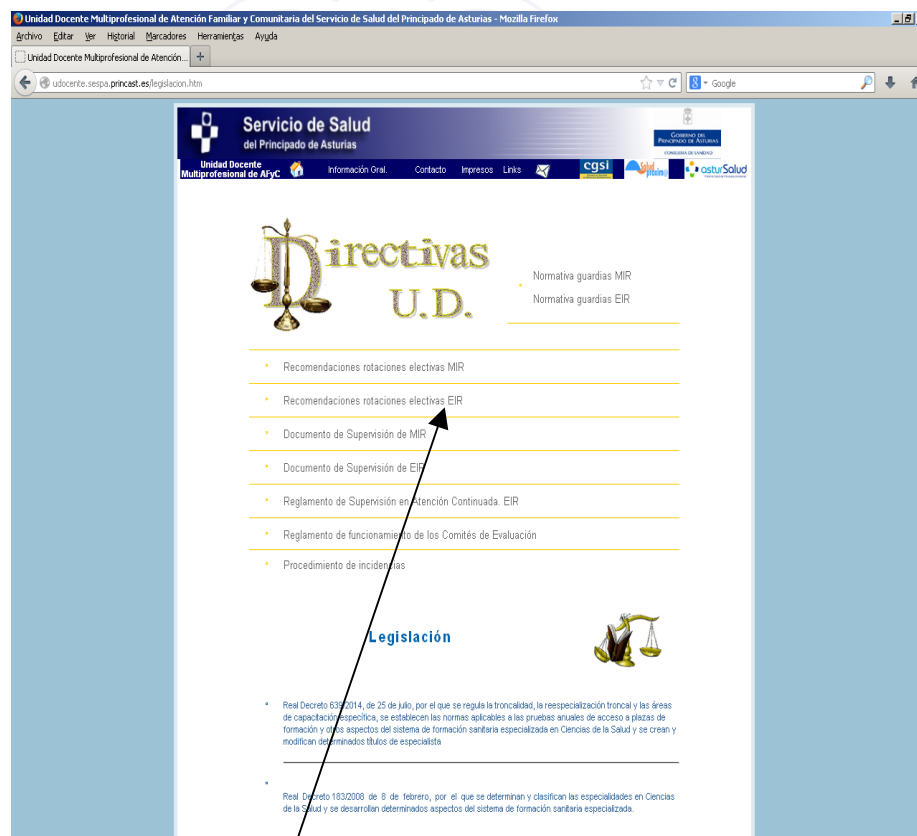 Unidad Docente Multiprofesional de Atención Familiar y Comunitaria del Servicio de Salud del Principado de Asturias - Mozilla Firefox
Archivo Editar Ver Historial Marcadores Herramientas Ayuda
Unidad Docente Multiprofesional de Atención... +
udocente.sespa.princast.es/legislacion.htm
Google
Servicio de Salud
del Principado de Asturias
GOBIERNO DEL
PRINCIPADO DE ASTURIAS
CONSEJERÍA DE SANIDAD
Unidad Docente
Multiprofesional de AFyC
Información Gral. Contacto Impresos Links
cgsi
Salud
asturSalud
Directivas
U.D.
Normativa guardias MIR
Normativa guardias EIR
Recomendaciones rotaciones electivas MIR
Recomendaciones rotaciones electivas EIR
Documento de Supervisión de MIR
Documento de Supervisión de EIR
Reglamento de Supervisión en Atención Continuada. EIR
Reglamento de funcionamiento de los Comités de Evaluación
Procedimiento de incidencias
Legislación
Real Decreto 639/2014, de 25 de julio, por el que se regula la troncalidad, la reespecialización troncal y las áreas
de capacitación específica, se establecen las normas aplicables a las pruebas anuales de acceso a plazas de
formación y otros aspectos del sistema de formación sanitaria especializada en Ciencias de la Salud y se crean y
modifican determinados títulos de especialista
Real Decreto 183/2008 de 8 de febrero, por el que se determinan y clasifican las especialidades en Ciencias
de la Salud y se desarrollan determinados aspectos del sistema de formación sanitaria especializada.